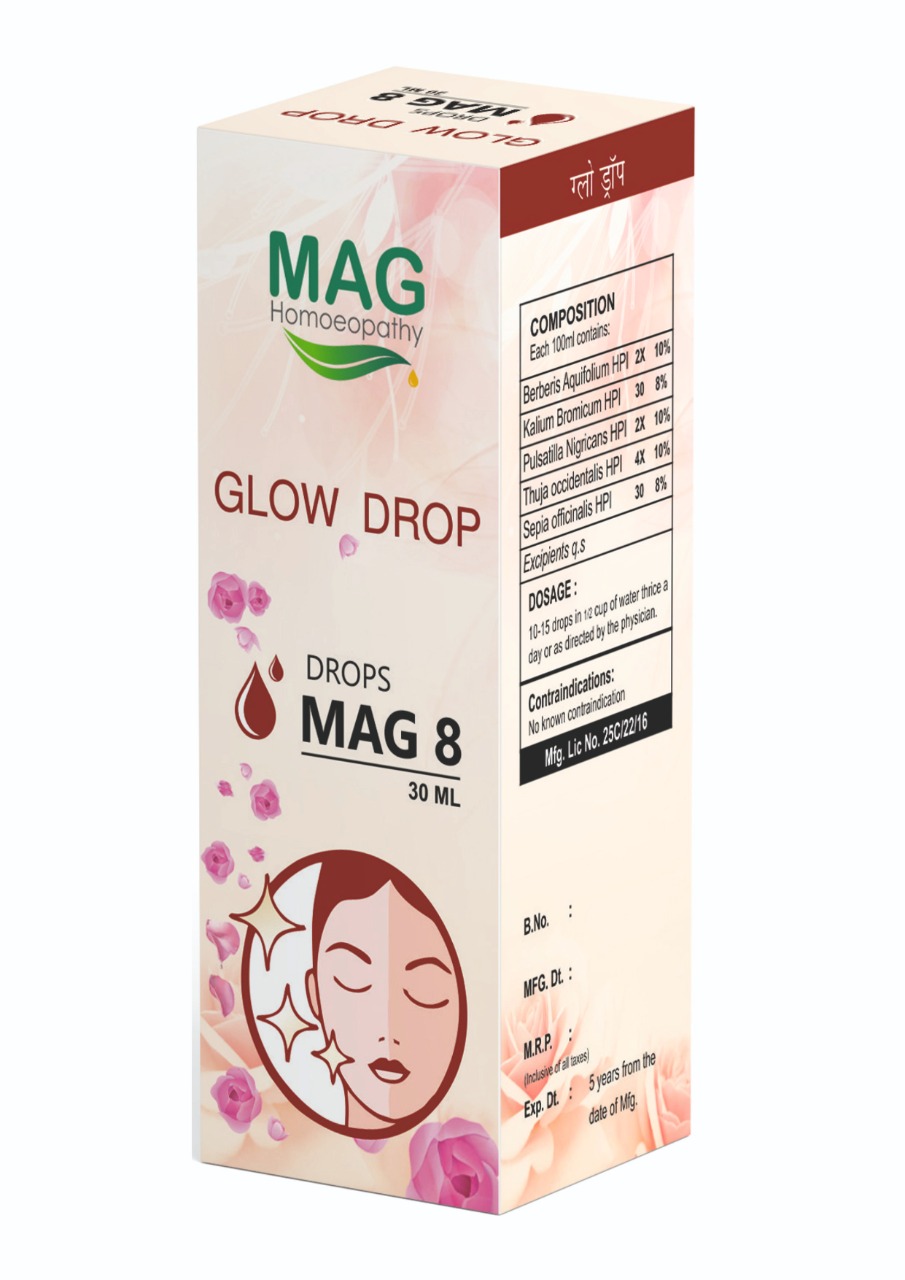 GLOW DROP
DROPS
MAG 8
30 ML
ग्लो ड्रॉप
MAG
Homoeopathy
GLOW DROP
DROPS
MAG 8
30 ML
COMPOSITION
Each 100ml contains:
Berberis Aquifolium HPI 2X 10%
Kalium Bromicum HPI 30 8%
Pulsatilla Nigricans HPI 2X 10%
Thuja occidentalis HPI 4X 10%
Sepia officinalis HPI 30 8%
Excipients q.s
DOSAGE :
10-15 drops in 1/2 cup of water thrice a
day or as directed by the physician.
Contraindications:
No known contraindication
Mfg. Lic No. 25C/22/16
B.No. :
MFG. Dt. :
M.R.P. :
(Inclusive of all taxes)
Exp. Dt. : 5 years from the
date of Mfg.